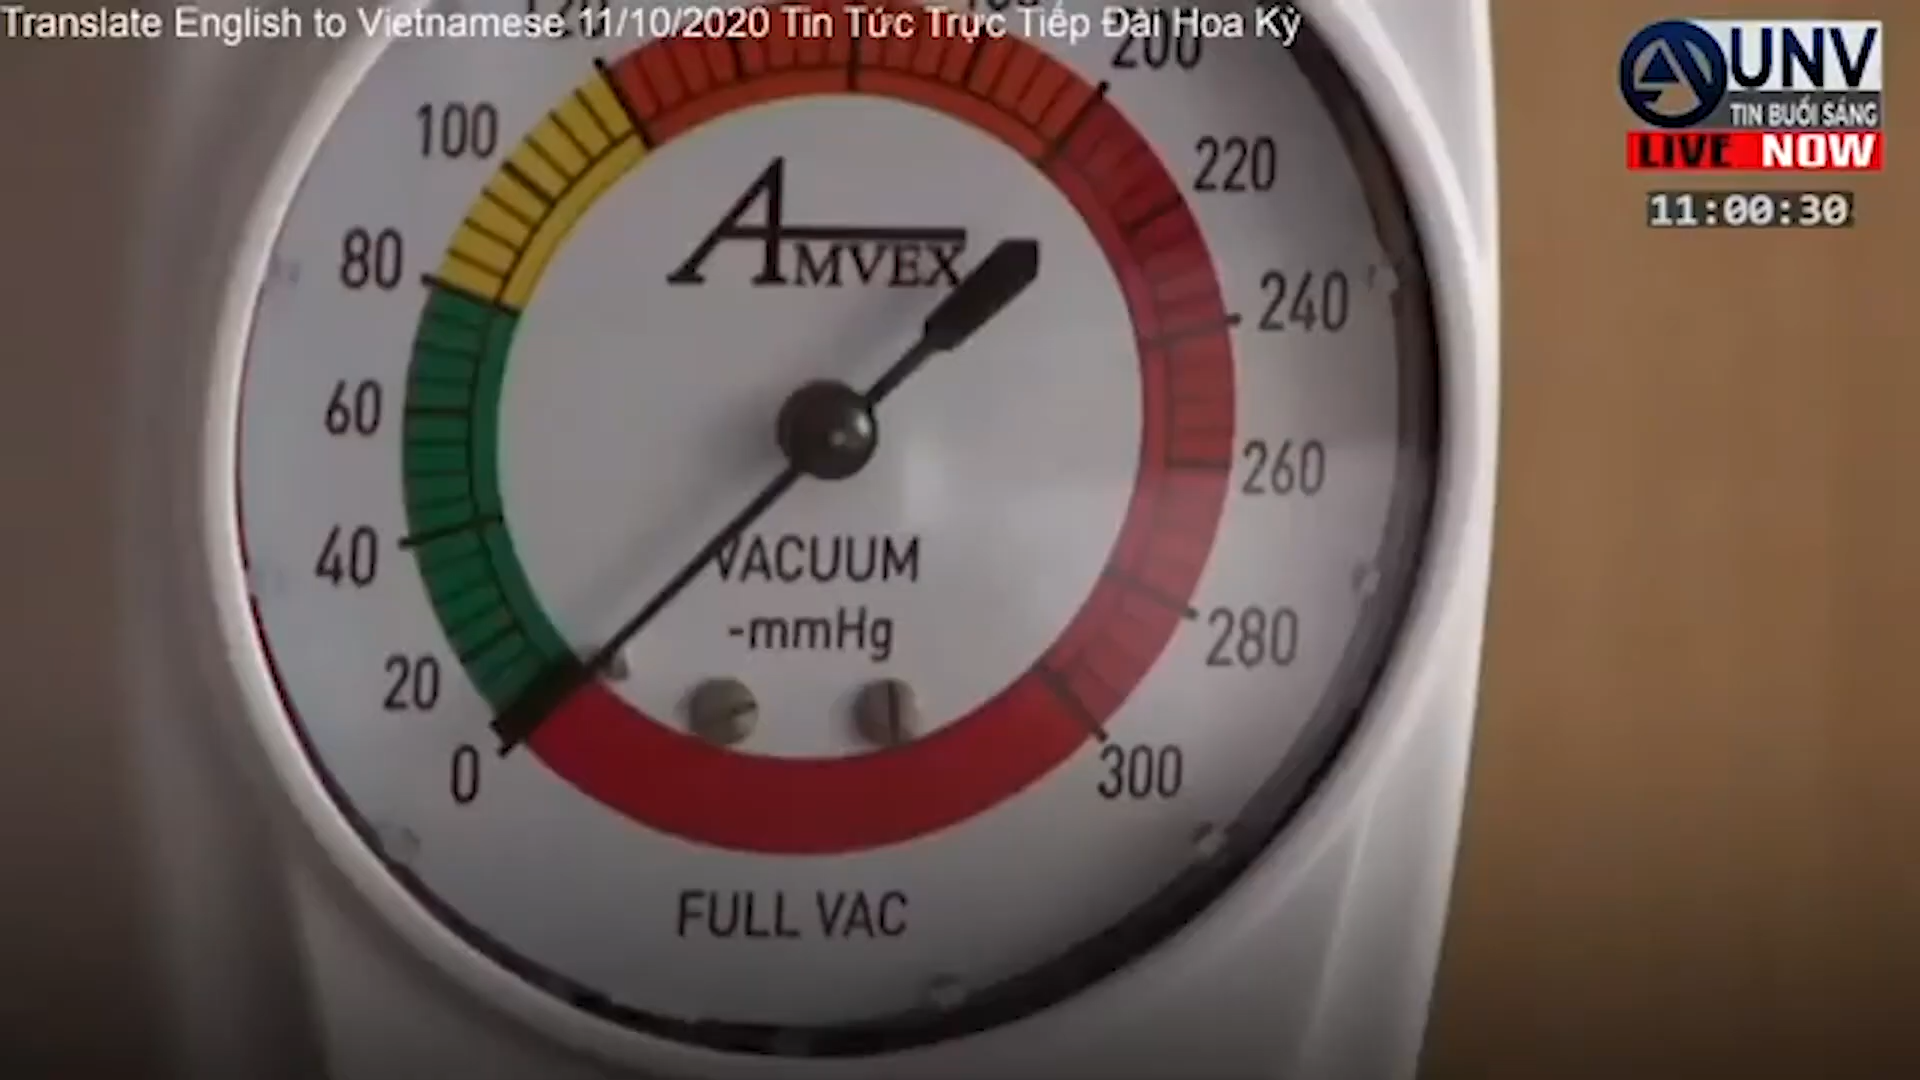 Translate English to Vietnamese 11/10/2020 Tin Tức Trực Tiếp Đài Hoa Kỳ
UNV
TIN BUỔI SÁNG
LIVE NOW
11:00:30
200
100
220
AMVEX
80
240
60
260
VACUUM
40
-mmHg
280
20
0
300
FULL VAC